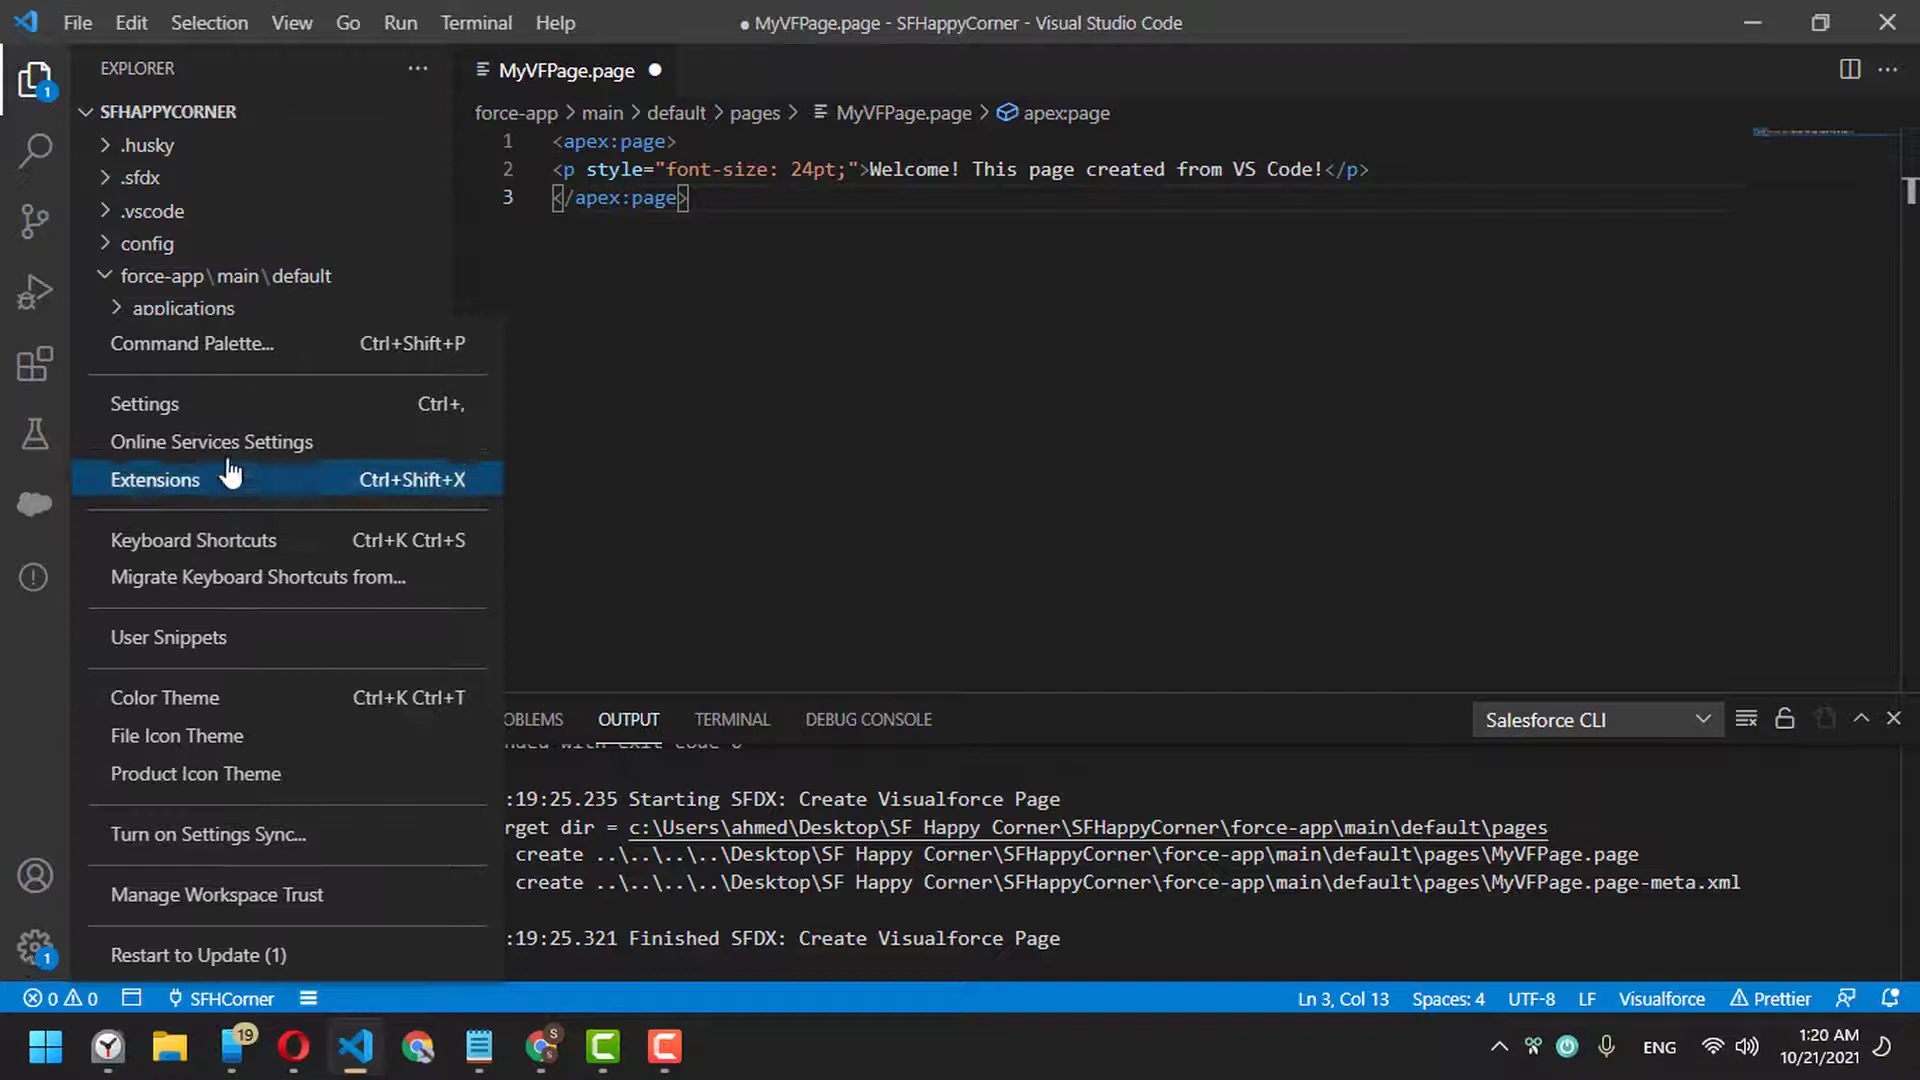 File Edit Selection View Go Run Terminal Help
● MyVFPage.page - SFHappyCorner - Visual Studio Code
EXPLORER
1
SFHAPPYCORNER
.husky
.sfdx
.vscode
config
force-app\main\default
applications
MyVFPage.page
force-app > main > default > pages > MyVFPage.page > apex:page
1 <apex:page>
2 <p style="font-size: 24pt;">Welcome! This page created from VS Code!</p>
3 </apex:page>
Command Palette... Ctrl+Shift+P
Settings Ctrl+,
Online Services Settings
Extensions Ctrl+Shift+X
Keyboard Shortcuts Ctrl+K Ctrl+S
Migrate Keyboard Shortcuts from...
User Snippets
Color Theme Ctrl+K Ctrl+T
File Icon Theme
Product Icon Theme
Turn on Settings Sync...
Manage Workspace Trust
Restart to Update (1)
1
OBLEMS OUTPUT TERMINAL DEBUG CONSOLE
Salesforce CLI
:19:25.235 Starting SFDX: Create Visualforce Page
rget dir = c:\Users\ahmed\Desktop\SF Happy Corner\SFHappyCorner\force-app\main\default\pages
create ..\..\..\..\Desktop\SF Happy Corner\SFHappyCorner\force-app\main\default\pages\MyVFPage.page
create ..\..\..\..\Desktop\SF Happy Corner\SFHappyCorner\force-app\main\default\pages\MyVFPage.page-meta.xml
:19:25.321 Finished SFDX: Create Visualforce Page
0 0 SFHCorner
Ln 3, Col 13 Spaces: 4 UTF-8 LF Visualforce Prettier
19
S
S
ENG
1:20 AM
10/21/2021